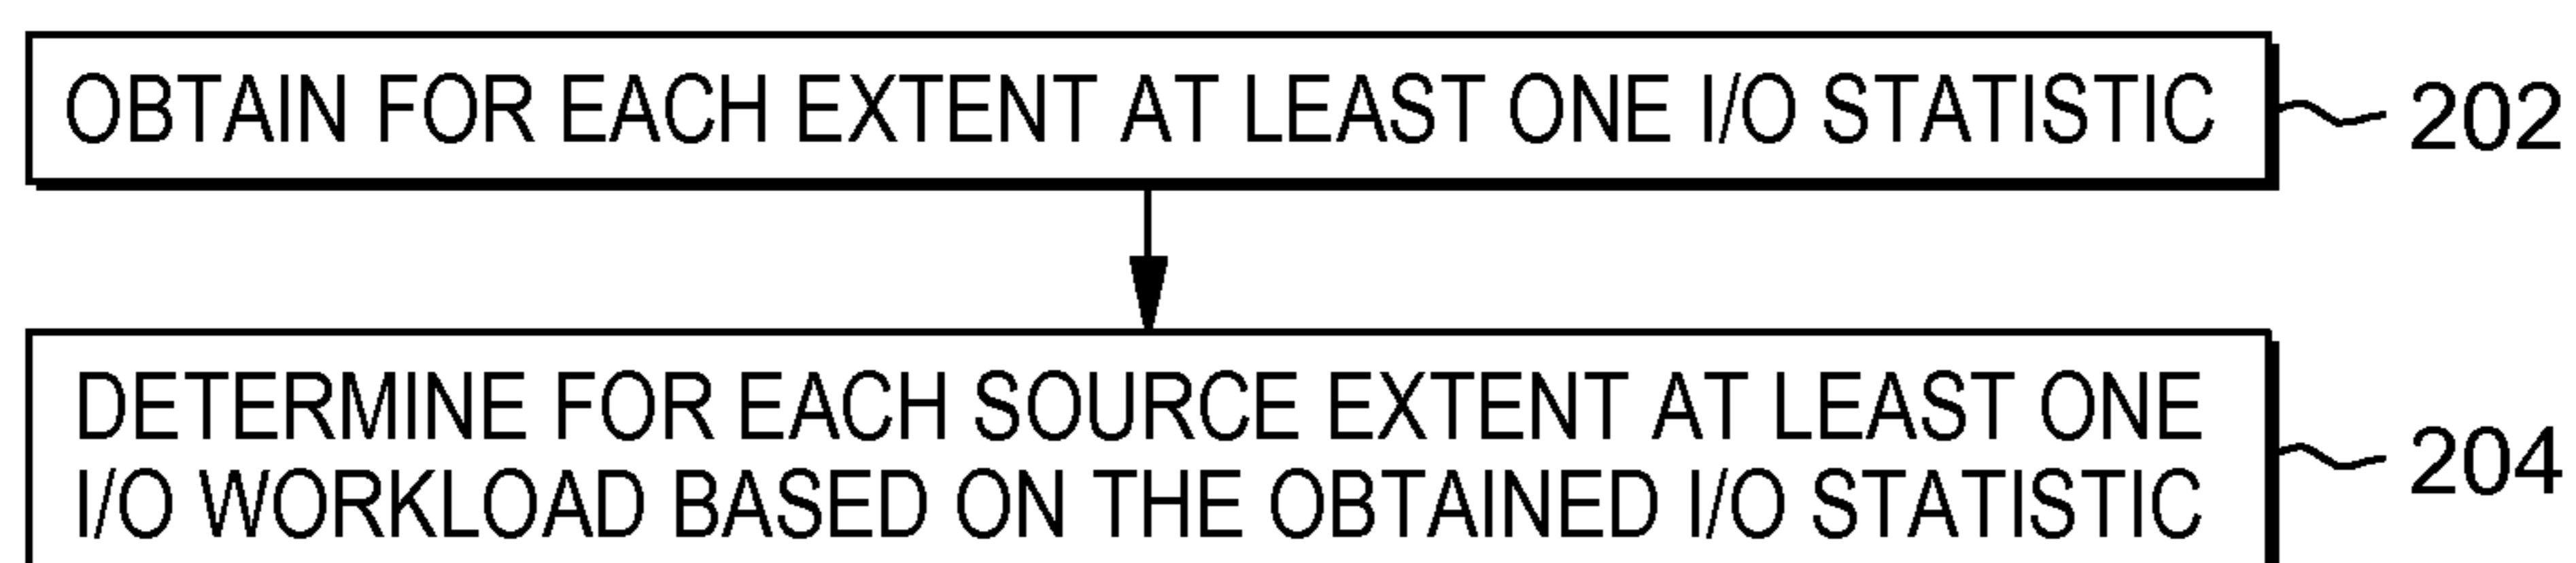 OBTAIN FOR EACH EXTENT AT LEAST ONE I/O STATISTIC
202
DETERMINE FOR EACH SOURCE EXTENT AT LEAST ONE
I/O WORKLOAD BASED ON THE OBTAINED I/O STATISTIC
204